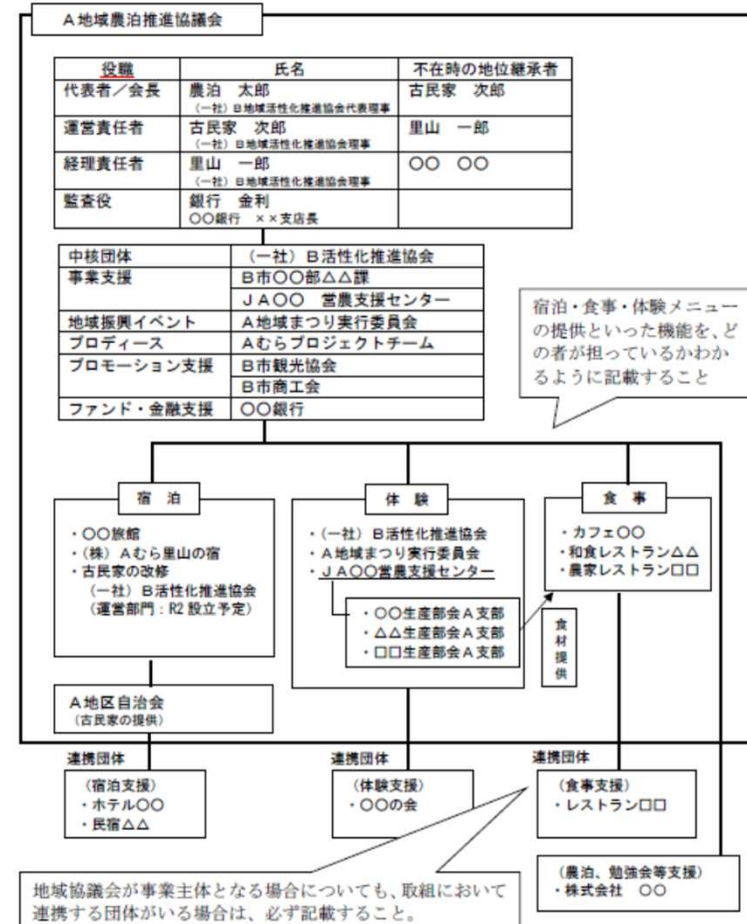 A地域農泊推進協議会
役職 氏名 不在時の地位継承者
代表者/会長 農泊 太郎 古民家 次郎
(一社)B地域活性化推進協会代表理事
運営責任者 古民家 次郎 里山 一郎
(一社)B地域活性化推進協会理事
経理責任者 里山 一郎 〇〇 〇〇
(一社)B地域活性化推進協会理事
監査役 銀行 金利
〇〇銀行 ××支店長
中核団体 (一社)B活性化推進協会
事業支援 B市〇〇部△△課
JA〇〇 営農支援センター
地域振興イベント A地域まつり実行委員会
プロディース Aむらプロジェクトチーム
プロモーション支援 B市観光協会
B市商工会
ファンド・金融支援 〇〇銀行
宿泊・食事・体験メニュー
の提供といった機能を、ど
の者が担っているかわか
るように記載すること
宿 泊
・〇〇旅館
・(株)Aむら里山の宿
・古民家の改修
(一社)B活性化推進協会
(運営部門:R2設立予定)
A地区自治会
(古民家の提供)
体 験
・(一社)B活性化推進協会
・A地域まつり実行委員会
・JA〇〇営農支援センター
・〇〇生産部会A支部
・△△生産部会A支部
・□□生産部会A支部
食 事
・カフェ〇〇
・和食レストラン△△
・農家レストラン□□
食材提供
連携団体
(宿泊支援)
・ホテル〇〇
・民宿△△
連携団体
(体験支援)
・〇〇の会
連携団体
(食事支援)
・レストラン□□
(農泊、勉強会等支援)
・株式会社 〇〇
地域協議会が事業主体となる場合についても、取組において
連携する団体がいる場合は、必ず記載すること。